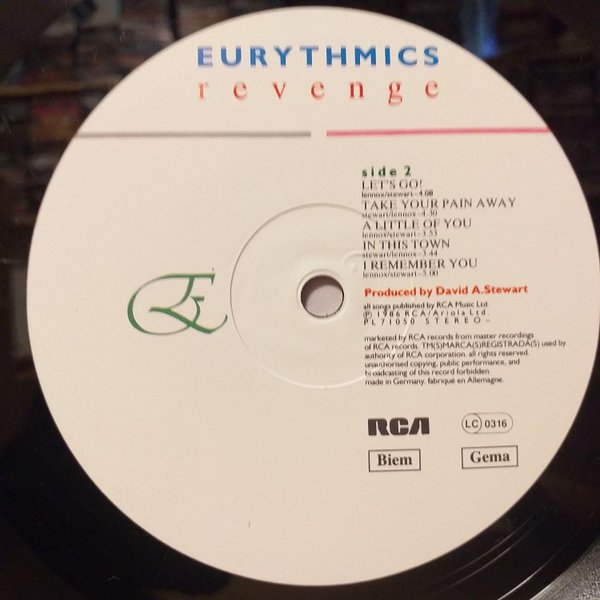 EURYTHMICS
revenge
side 2
LET'S GO!
lennox/stewart–4.08
TAKE YOUR PAIN AWAY
stewart/lennox–4.30
A LITTLE OF YOU
lennox/stewart–3.53
IN THIS TOWN
stewart/lennox–3.44
I REMEMBER YOU
lennox/stewart–5.00
Produced by David A.Stewart
all songs published by RCA Music Ltd.
Ⓟ 1986 RCA/Ariola Ltd.
PL71050 STEREO–
marketed by RCA records from master recordings
of RCA records. TM(S)MARCA(S)REGISTRADA(S) used by
authority of RCA corporation. all rights reserved.
unauthorised copying, public performance, and
broadcasting of this record forbidden.
made in Germany. fabriqué en Allemagne.
RCA
LC 0316
Biem
Gema